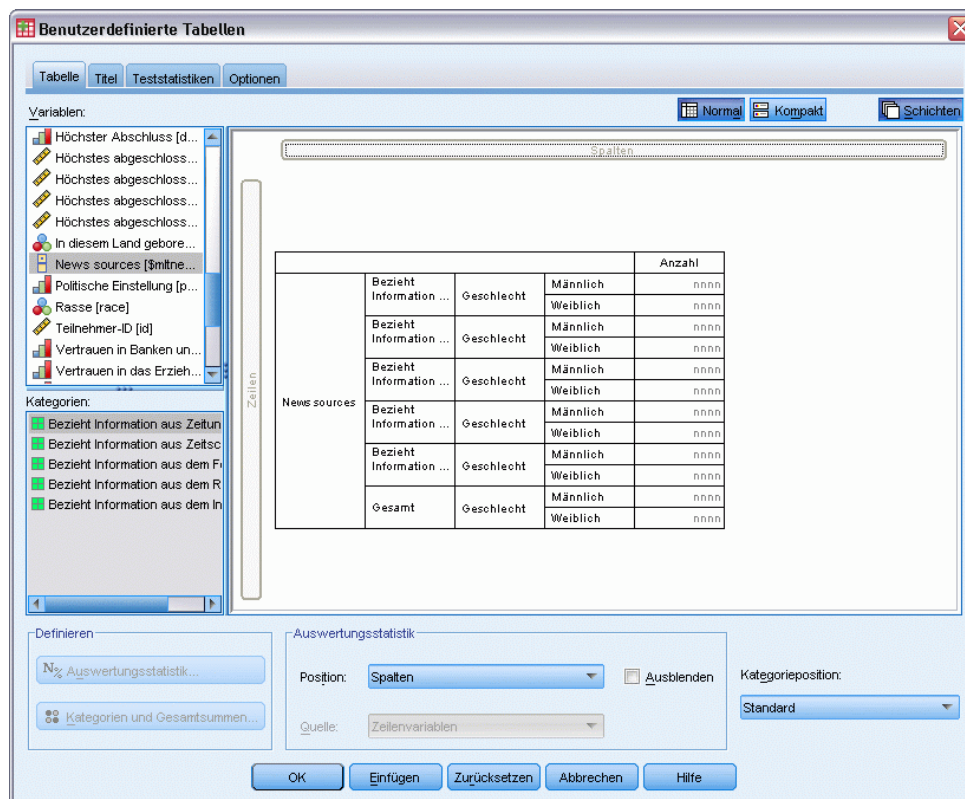 Benutzerdefinierte Tabellen
Tabelle Titel Teststatistiken Optionen
Variablen:
Normal Kompakt Schichten
Höchster Abschluss [d...
Höchstes abgeschloss...
Höchstes abgeschloss...
Höchstes abgeschloss...
Höchstes abgeschloss...
In diesem Land gebore...
News sources [$mltne...
Politische Einstellung [p...
Rasse [race]
Teilnehmer-ID [id]
Vertrauen in Banken un...
Vertrauen in das Erzieh...
Kategorien:
Bezieht Information aus Zeitun
Bezieht Information aus Zeitsc
Bezieht Information aus dem F
Bezieht Information aus dem R
Bezieht Information aus dem In
Spalten
Zeilen
Anzahl
News sources
Bezieht Information ... Geschlecht Männlich nnnn
Weiblich nnnn
Bezieht Information ... Geschlecht Männlich nnnn
Weiblich nnnn
Bezieht Information ... Geschlecht Männlich nnnn
Weiblich nnnn
Bezieht Information ... Geschlecht Männlich nnnn
Weiblich nnnn
Bezieht Information ... Geschlecht Männlich nnnn
Weiblich nnnn
Gesamt Geschlecht Männlich nnnn
Weiblich nnnn
Definieren
N% Auswertungsstatistik...
Kategorien und Gesamtsummen...
Auswertungsstatistik
Position: Spalten Ausblenden
Quelle: Zeilenvariablen
Kategorieposition:
Standard
OK Einfügen Zurücksetzen Abbrechen Hilfe